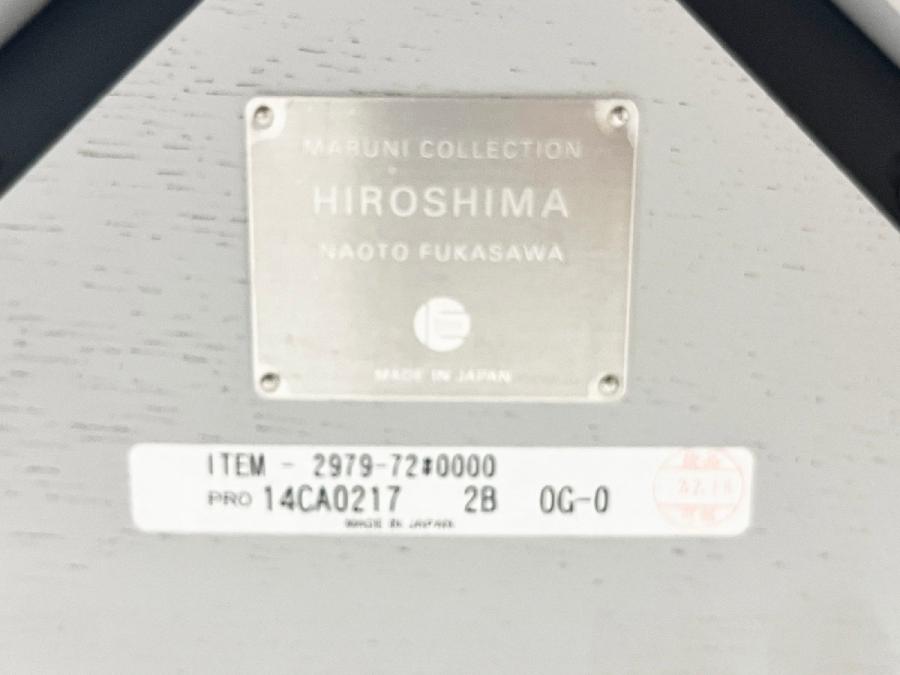 MARUNI COLLECTION
HIROSHIMA
NAOTO FUKASAWA
MADE IN JAPAN
ITEM - 2979-72#0000
PRO 14CA0217 2B 0G-0
MADE IN JAPAN